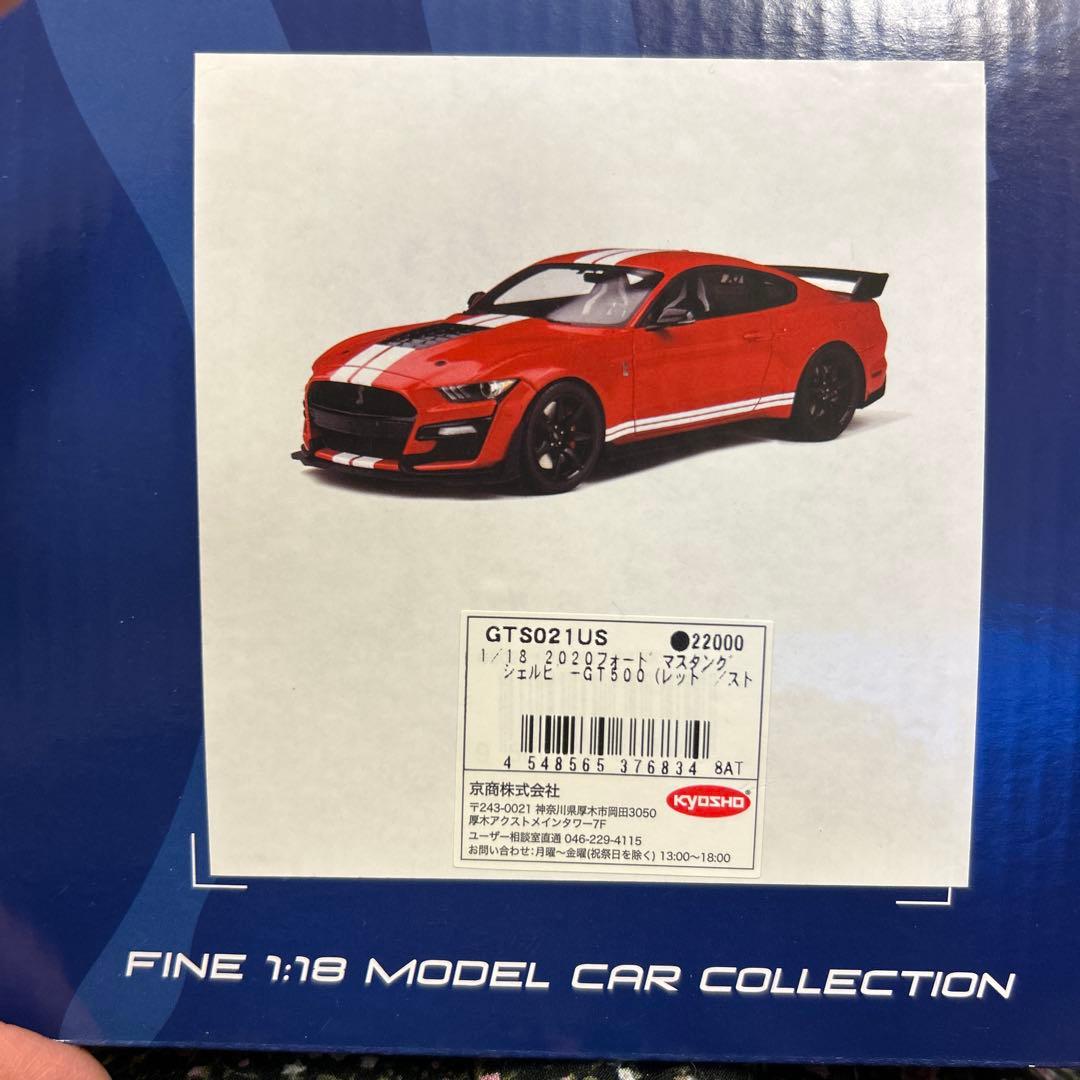 GTS021US ●22000
1/18 2020フォード マスタング
シェルビーGT500(レッド/スト
4 548565 376834 8AT
京商株式会社
KYOSHO®
〒243-0021 神奈川県厚木市岡田3050
厚木アクストメインタワー7F
ユーザー相談室直通 046-229-4115
お問い合わせ:月曜~金曜(祝祭日を除く) 13:00~18:00
FINE 1:18 MODEL CAR COLLECTION